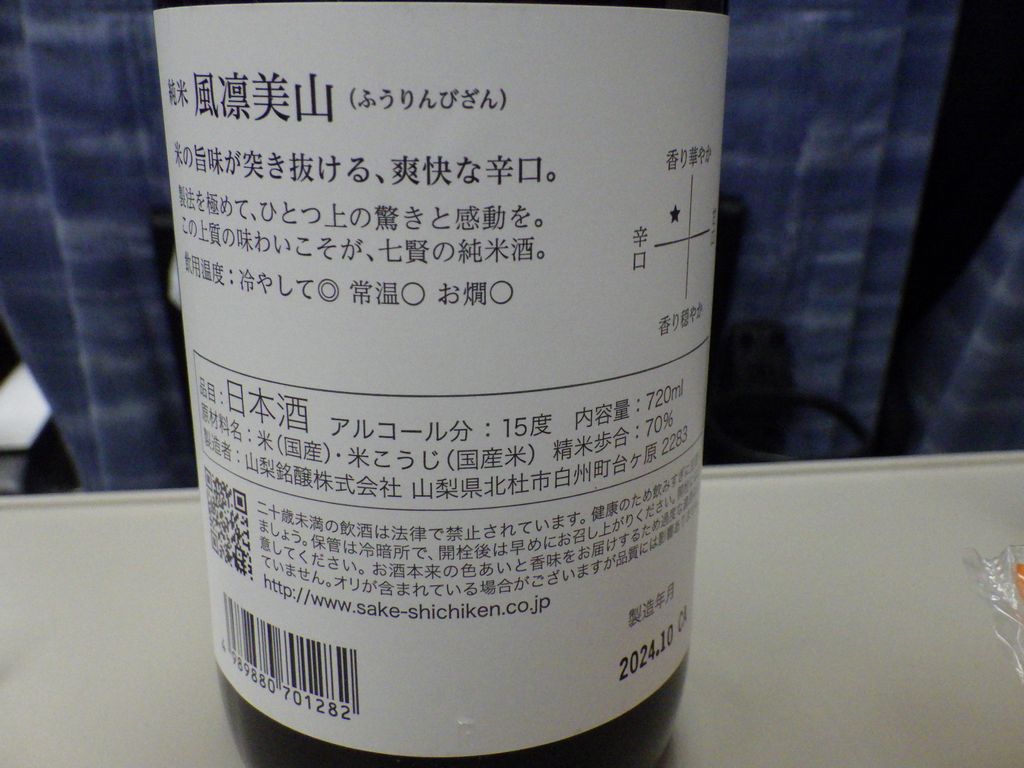 純米 風凛美山 (ふうりんびざん)
米の旨味が突き抜ける、爽快な辛口。
製法を極めて、ひとつ上の驚きと感動を。
この上質の味わいこそが、七賢の純米酒。
飲用温度：冷やして◎ 常温○ お燗○
香り華やか
辛口
香り穏やか
品目：日本酒 アルコール分：15度 内容量：720ml
原材料名：米(国産)・米こうじ(国産米) 精米歩合：70%
製造者：山梨銘醸株式会社 山梨県北杜市白州町台ヶ原 2283
二十歳未満の飲酒は法律で禁止されています。健康のため飲みすぎに
ましょう。保管は冷暗所で、開栓後は早めにお召し上がりください。
意してください。お酒本来の色あいと香味をお届けするため
ていません。オリが含まれている場合がございますが品質には影響
http://www.sake-shichiken.co.jp
製造年月
2024.10
4 989880 701282